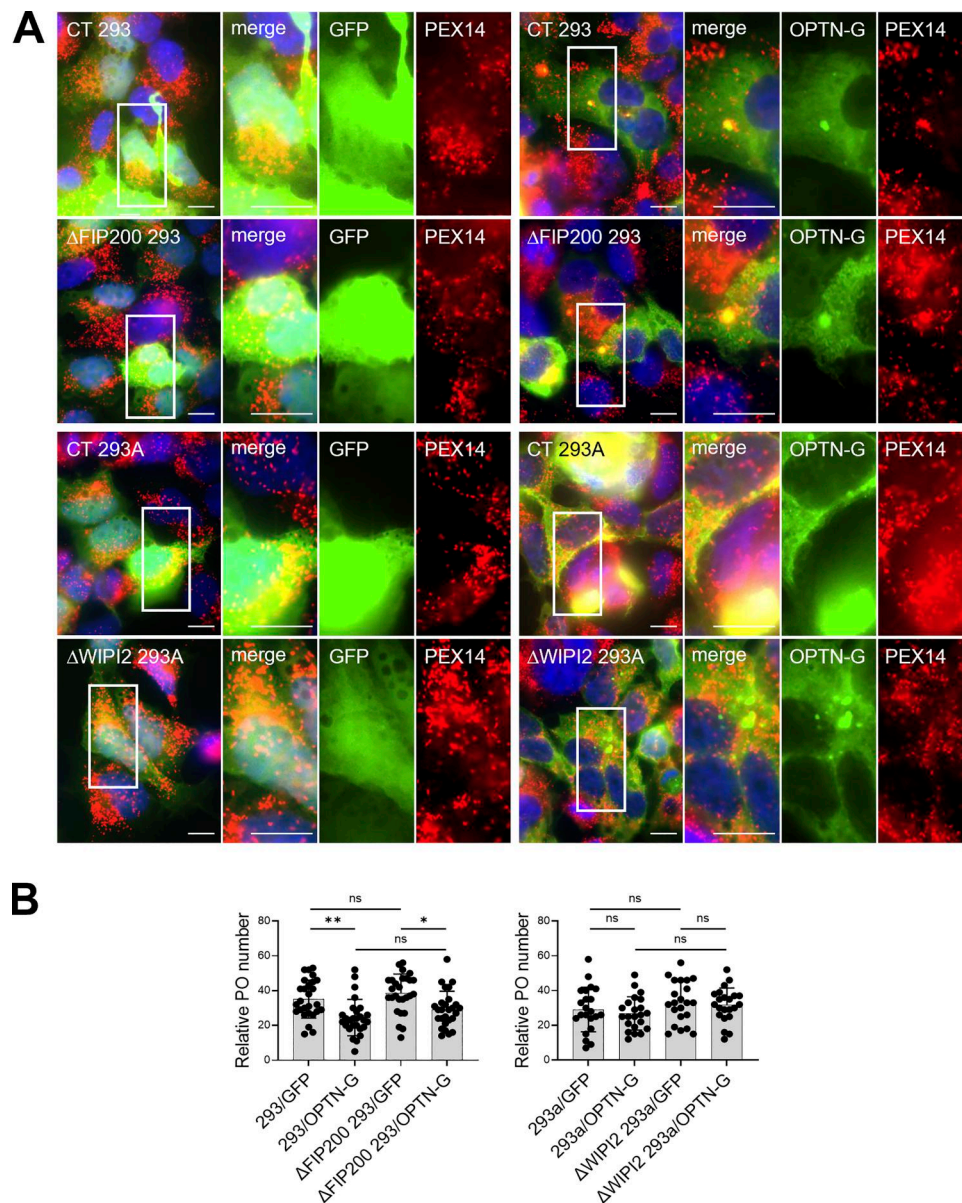 A
CT 293 merge GFP PEX14 CT 293 merge OPTN-G PEX14
ΔFIP200 293 merge GFP PEX14 ΔFIP200 293 merge OPTN-G PEX14
CT 293A merge GFP PEX14 CT 293A merge OPTN-G PEX14
ΔWIPI2 293A merge GFP PEX14 ΔWIPI2 293A merge OPTN-G PEX14
B
ns
** *
ns
Relative PO number
80
60
40
20
0
293/GFP
293/OPTN-G
ΔFIP200 293/GFP
ΔFIP200 293/OPTN-G
ns
ns ns
ns
Relative PO number
80
60
40
20
0
293a/GFP
293a/OPTN-G
ΔWIPI2 293a/GFP
ΔWIPI2 293a/OPTN-G